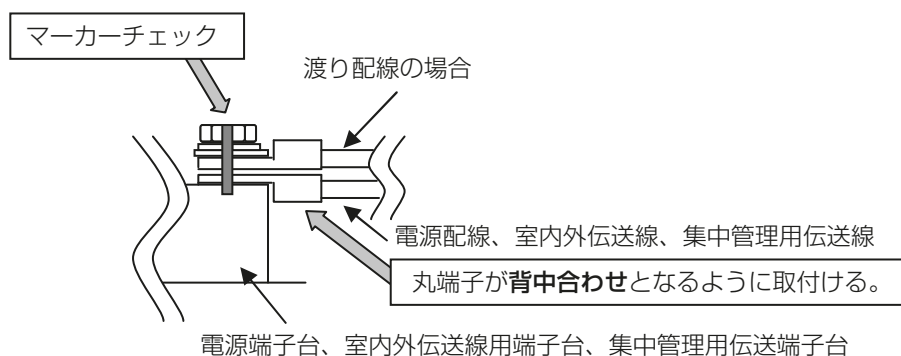 マーカーチェック
渡り配線の場合
電源配線、室内外伝送線、集中管理用伝送線
丸端子が背中合わせとなるように取付ける。
電源端子台、室内外伝送線用端子台、集中管理用伝送端子台